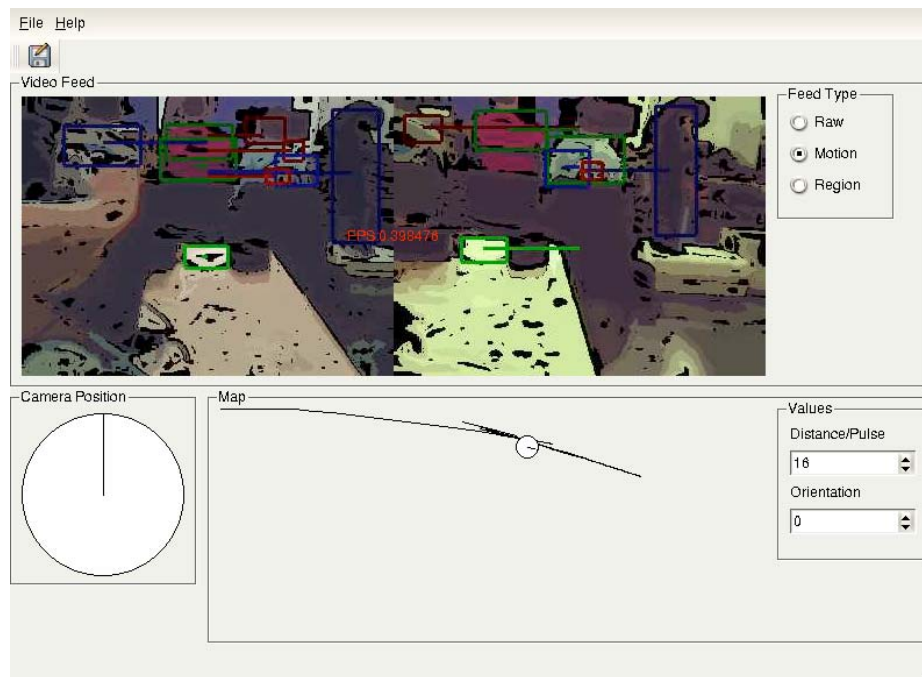 File Help
Video Feed
Feed Type
Raw
Motion
Region
FPS 0.398476
Camera Position
Map
Values
Distance/Pulse
16
Orientation
0